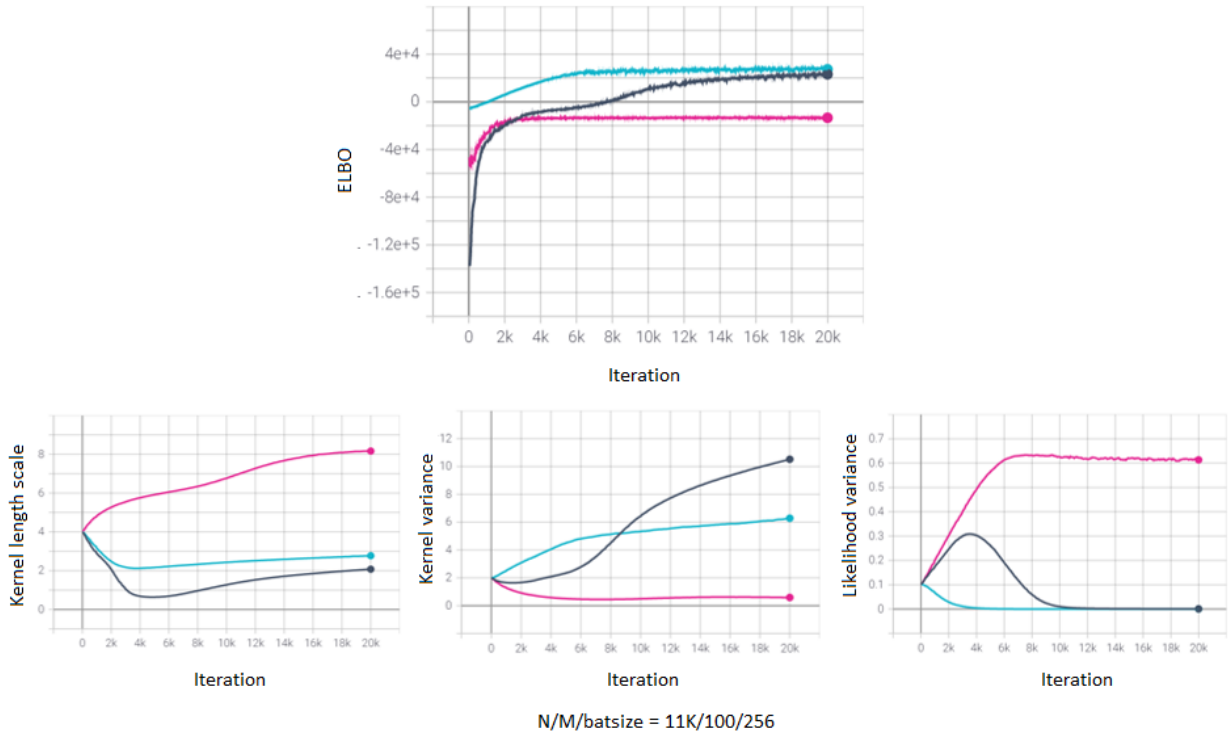 4e+4
0
-4e+4
-8e+4
. -1.2e+5
. -1.6e+5
ELBO
0 2k 4k 6k 8k 10k 12k 14k 16k 18k 20k
Iteration
Kernel length scale
8
6
4
2
0
0 2k 4k 6k 8k 10k 12k 14k 16k 18k 20k
Iteration
Kernel variance
12
10
8
6
4
2
0
0 2k 4k 6k 8k 10k 12k 14k 16k 18k 20k
Iteration
Likelihood variance
0.7
0.6
0.5
0.4
0.3
0.2
0.1
0
0 2k 4k 6k 8k 10k 12k 14k 16k 18k 20k
Iteration
N/M/batsize = 11K/100/256